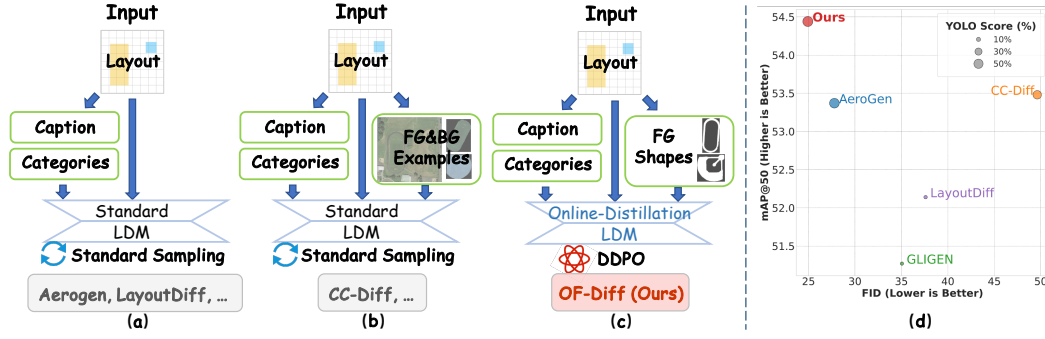 Input
Layout
Caption
Categories
Standard
LDM
Standard Sampling
Aerogen, LayoutDiff, ...
(a)
Input
Layout
Caption
Categories
FG&BG
Examples
Standard
LDM
Standard Sampling
CC-Diff, ...
(b)
Input
Layout
Caption
Categories
FG
Shapes
Online-Distillation
LDM
DDPO
OF-Diff (Ours)
(c)
mAP@50 (Higher is Better)
54.5
54.0
53.5
53.0
52.5
52.0
51.5
Ours
YOLO Score (%)
10%
30%
50%
CC-Diff
AeroGen
LayoutDiff
GLIGEN
25 30 35 40 45 50
FID (Lower is Better)
(d)